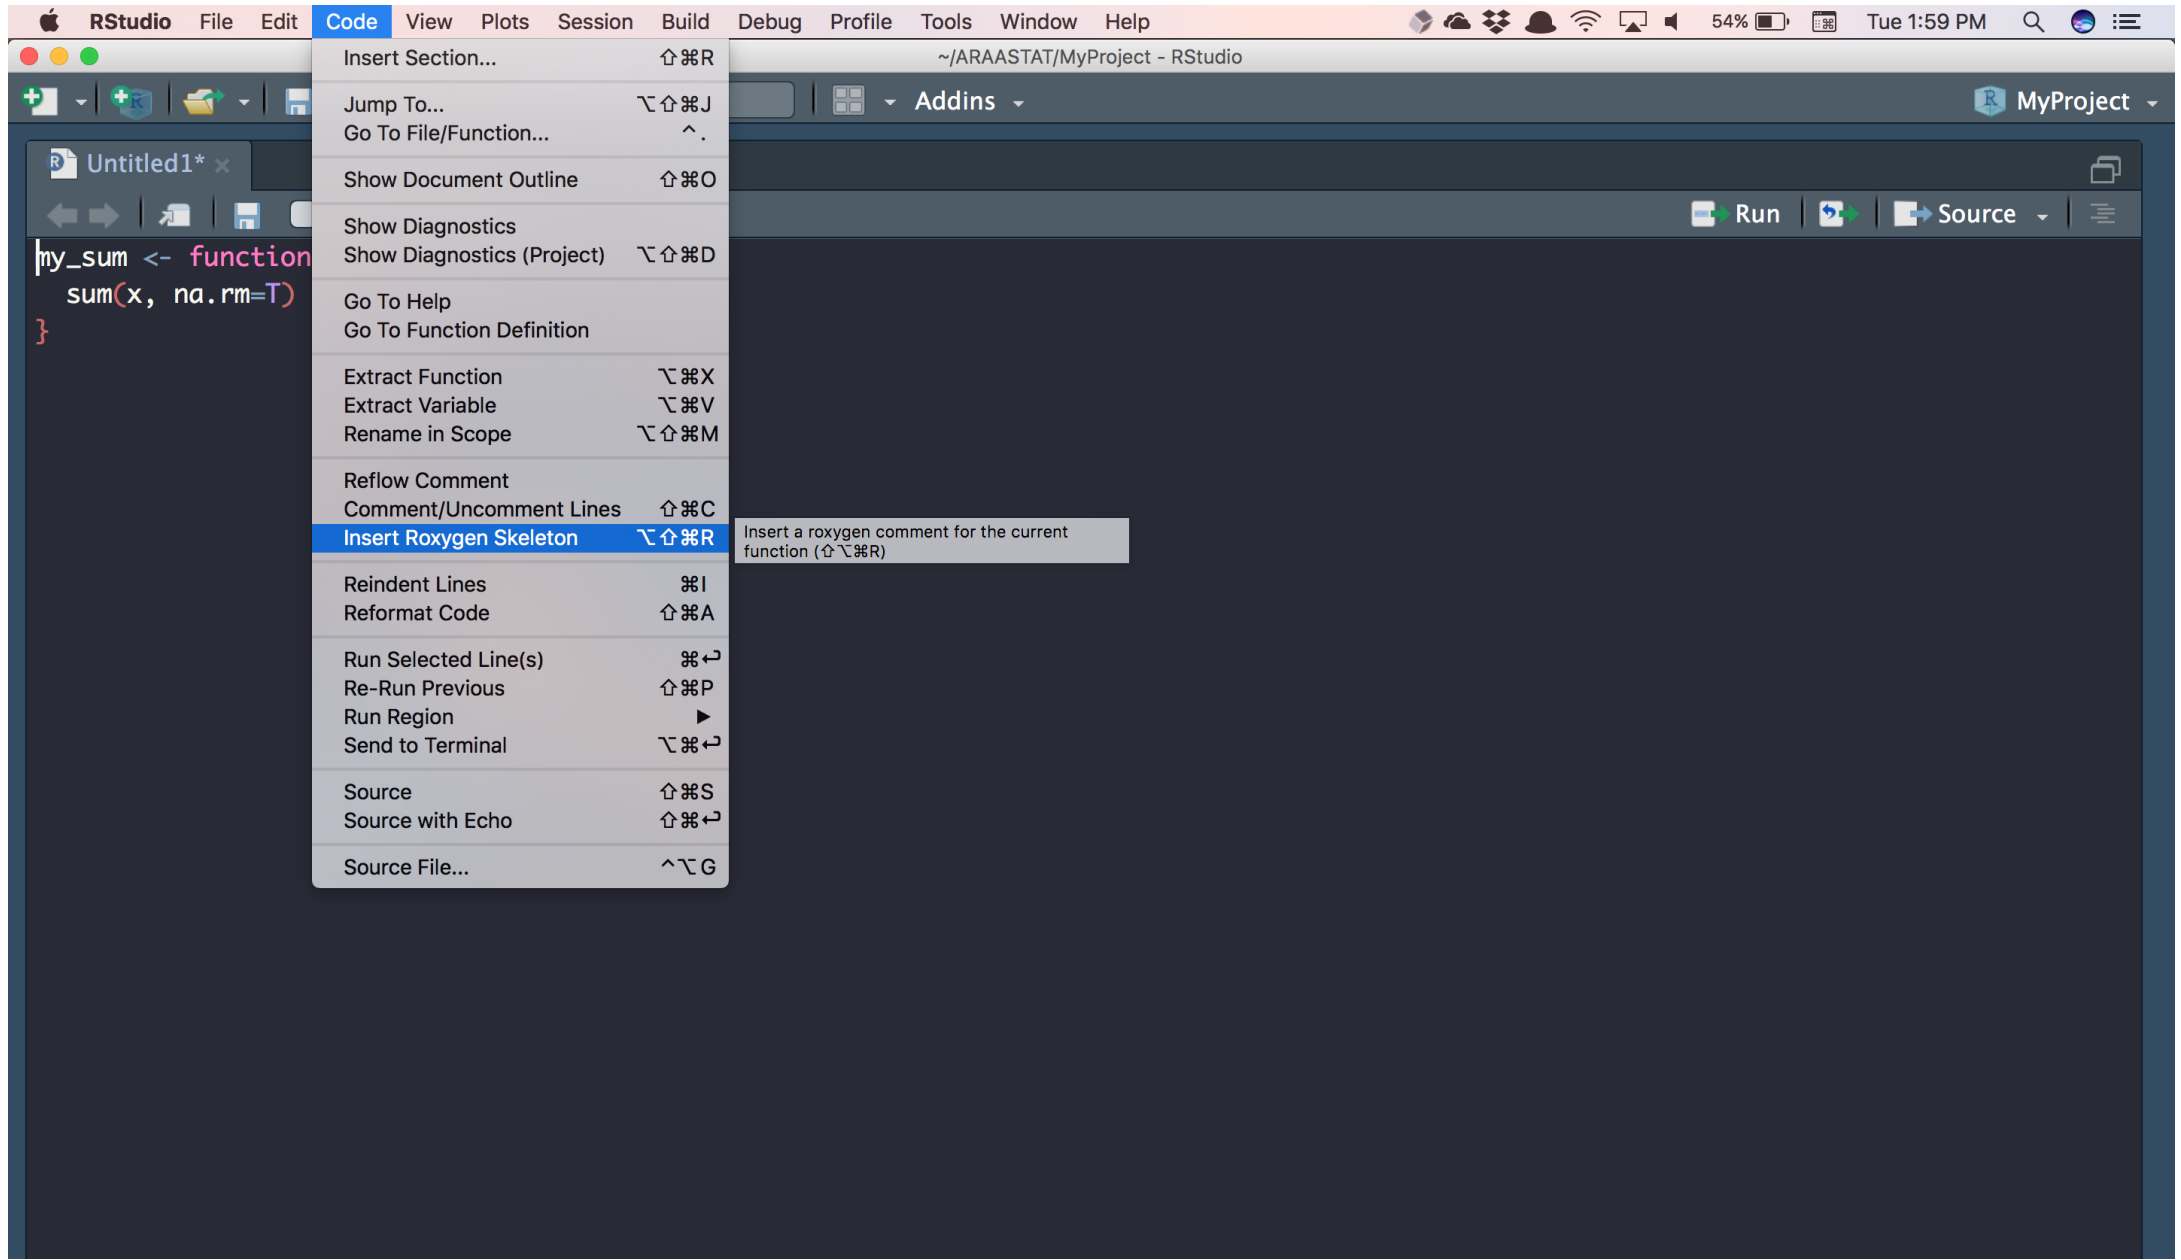 RStudio File Edit Code View Plots Session Build Debug Profile Tools Window Help 54% Tue 1:59 PM
~/ARAASTAT/MyProject - RStudio
Addins MyProject
Untitled1*
Run Source
my_sum <- function
sum(x, na.rm=T)
}
Insert Section... ⇧⌘R
Jump To... ⌥⇧⌘J
Go To File/Function... ^ .
Show Document Outline ⇧⌘O
Show Diagnostics
Show Diagnostics (Project) ⌥⇧⌘D
Go To Help
Go To Function Definition
Extract Function ⌥⌘X
Extract Variable ⌥⌘V
Rename in Scope ⌥⇧⌘M
Reflow Comment
Comment/Uncomment Lines ⇧⌘C
Insert Roxygen Skeleton ⌥⇧⌘R
Insert a roxygen comment for the current
function (⇧⌥⌘R)
Reindent Lines ⌘I
Reformat Code ⇧⌘A
Run Selected Line(s) ⌘↩
Re-Run Previous ⇧⌘P
Run Region ▶
Send to Terminal ⌥⌘↩
Source ⇧⌘S
Source with Echo ⇧⌘↩
Source File... ^⌥G